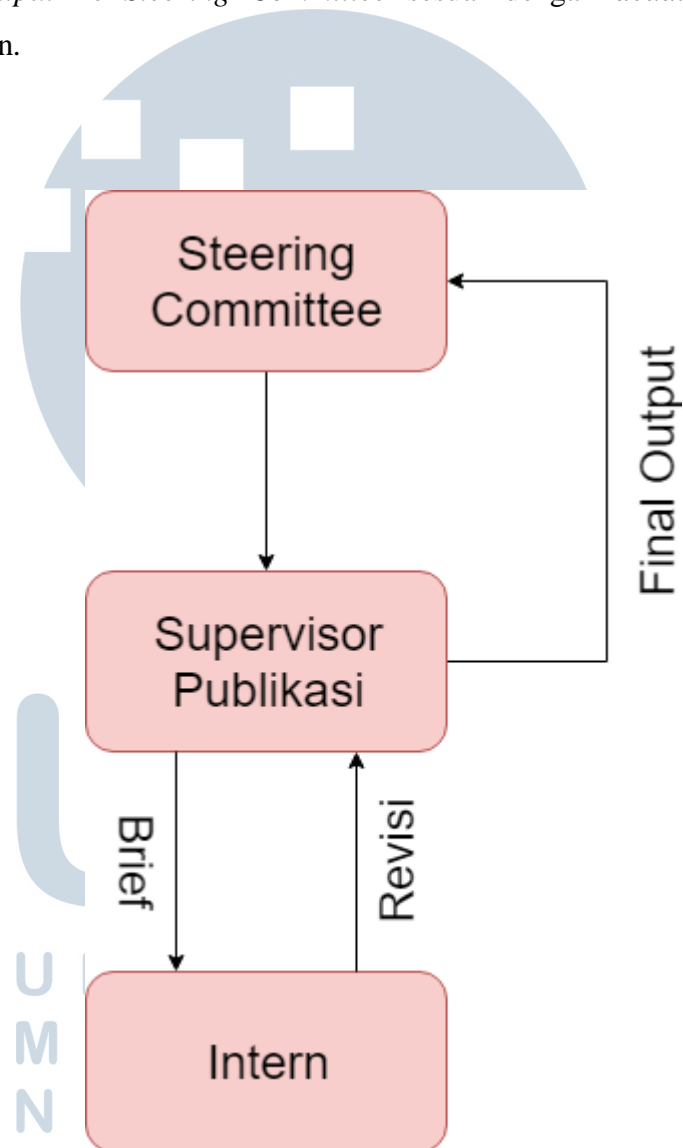 Steering
Committee
n.
Final Output
Supervisor
Publikasi
Brief
Revisi
Intern
U
M
N